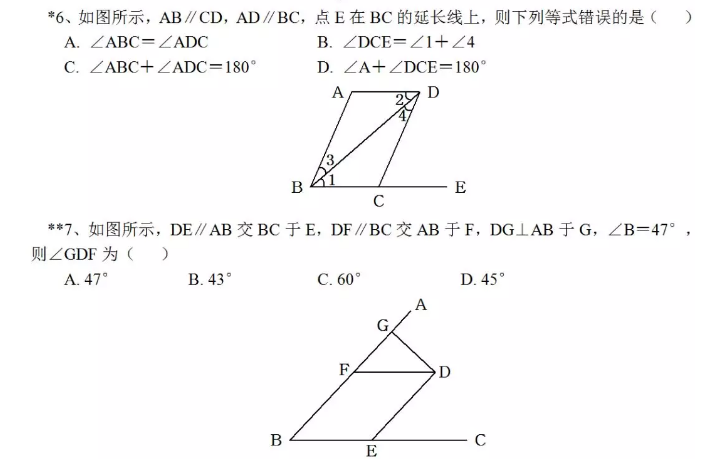 *6、如图所示，AB∥CD，AD∥BC，点 E 在 BC 的延长线上，则下列等式错误的是（　　）
A. ∠ABC＝∠ADC　　B. ∠DCE＝∠1＋∠4
C. ∠ABC＋∠ADC＝180°　　D. ∠A＋∠DCE＝180°
A 2 D
4
3
B 1 E
C
**7、如图所示，DE∥AB 交 BC 于 E，DF∥BC 交 AB 于 F，DG⊥AB 于 G，∠B＝47°，
则∠GDF 为（　　）
A. 47°　　B. 43°　　C. 60°　　D. 45°
A
G
F D
B C
E